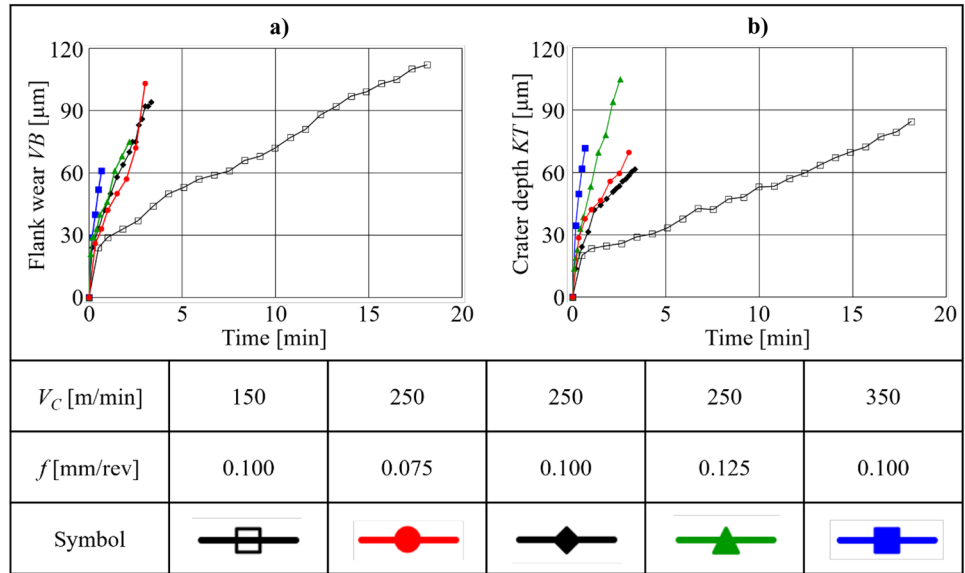 a)
b)
Flank wear VB [µm]
120
90
60
30
0
0 5 10 15 20
Time [min]
Crater depth KT [µm]
120
90
60
30
0
0 5 10 15 20
Time [min]
V_C [m/min] 150 250 250 250 350
f [mm/rev] 0.100 0.075 0.100 0.125 0.100
Symbol